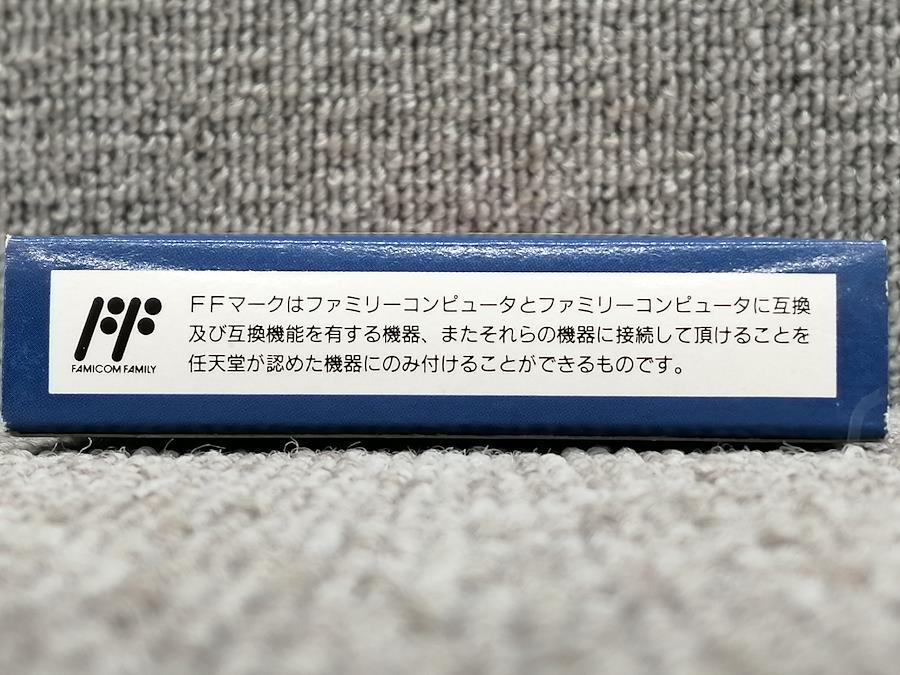 FFマークはファミリーコンピュータとファミリーコンピュータに互換
及び互換機能を有する機器、またそれらの機器に接続して頂けることを
任天堂が認めた機器にのみ付けることができるものです。
FF
FAMICOM FAMILY